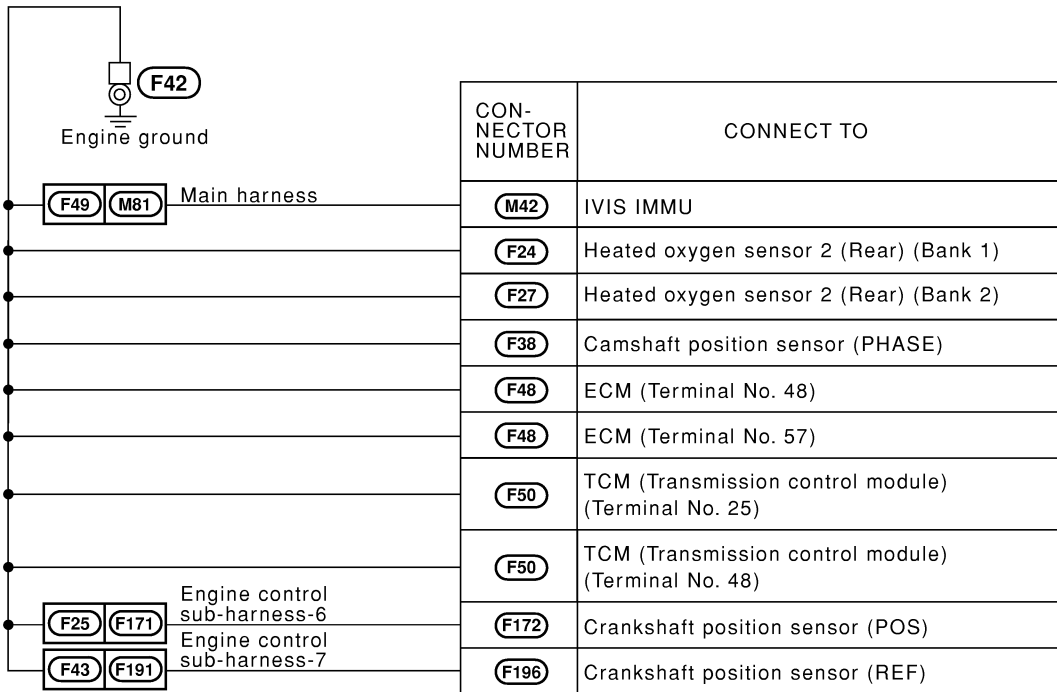 F42
Engine ground
CON-
NECTOR
NUMBER
CONNECT TO
F49 M81 Main harness M42 IVIS IMMU
F24 Heated oxygen sensor 2 (Rear) (Bank 1)
F27 Heated oxygen sensor 2 (Rear) (Bank 2)
F38 Camshaft position sensor (PHASE)
F48 ECM (Terminal No. 48)
F48 ECM (Terminal No. 57)
F50 TCM (Transmission control module)
(Terminal No. 25)
F50 TCM (Transmission control module)
(Terminal No. 48)
Engine control
sub-harness-6
F25 F171 F172 Crankshaft position sensor (POS)
Engine control
sub-harness-7
F43 F191 F196 Crankshaft position sensor (REF)